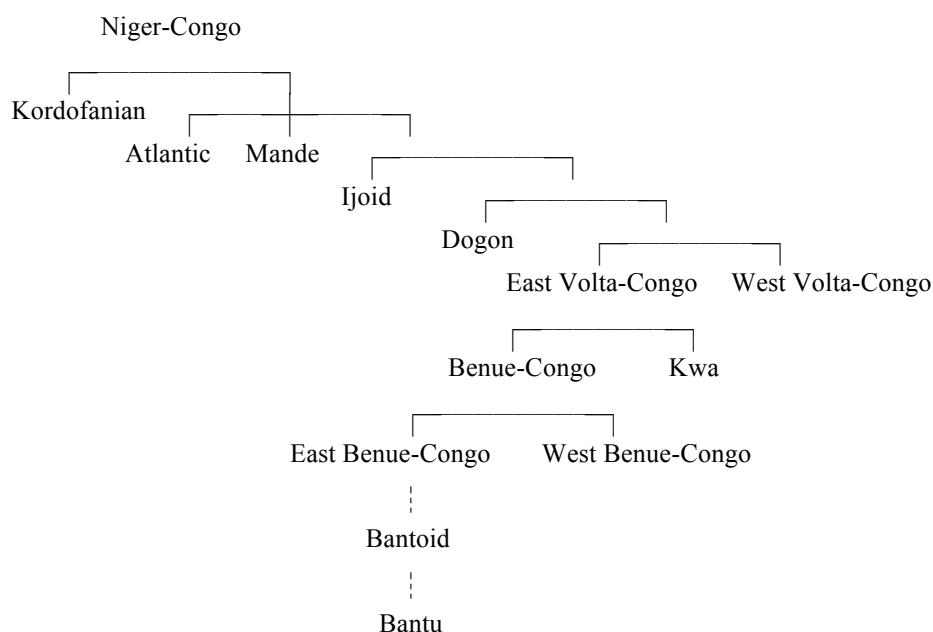 Niger-Congo
Kordofanian
Atlantic Mande
Ijoid
Dogon
East Volta-Congo West Volta-Congo
Benue-Congo Kwa
East Benue-Congo West Benue-Congo
Bantoid
Bantu